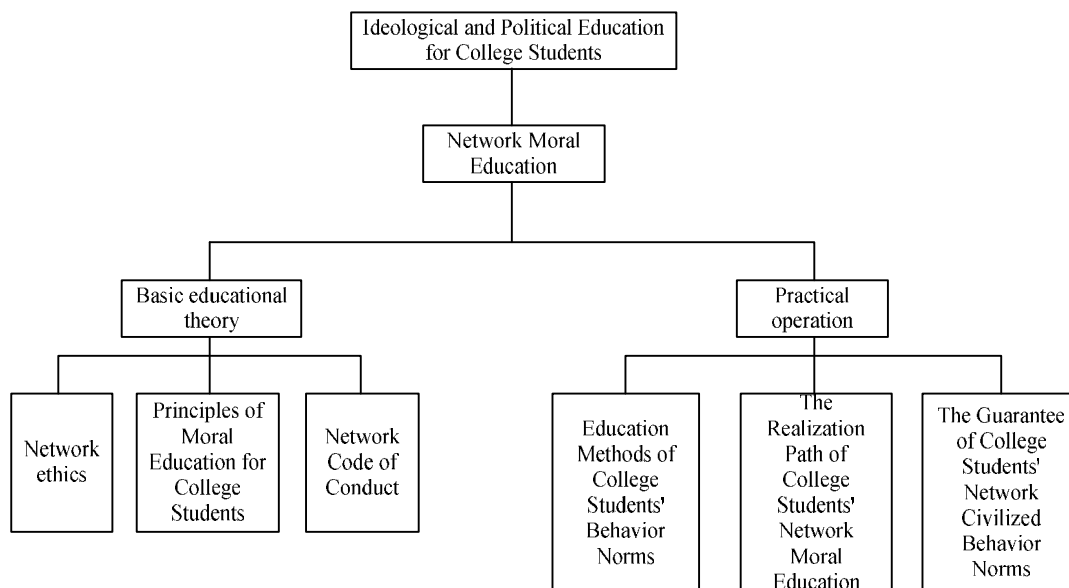 Ideological and Political Education
for College Students
Network Moral
Education
Basic educational
theory
Practical
operation
Network
ethics
Principles of
Moral
Education for
College
Students
Network
Code of
Conduct
Education
Methods of
College
Students'
Behavior
Norms
The
Realization
Path of
College
Students'
Network
Moral
Education
The Guarantee
of College
Students'
Network
Civilized
Behavior
Norms